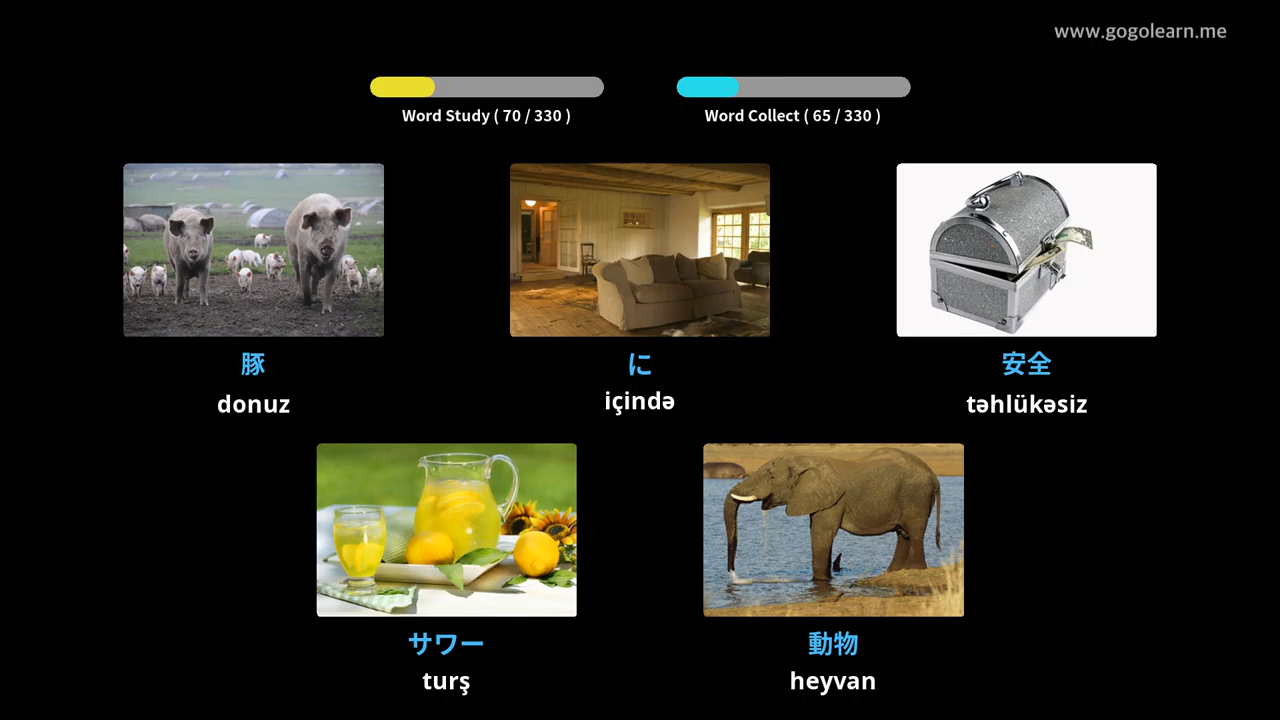 www.gogolearn.me
Word Study ( 70 / 330 )
Word Collect ( 65 / 330 )
豚
donuz
に
içində
安全
təhlükəsiz
サワー
turş
動物
heyvan